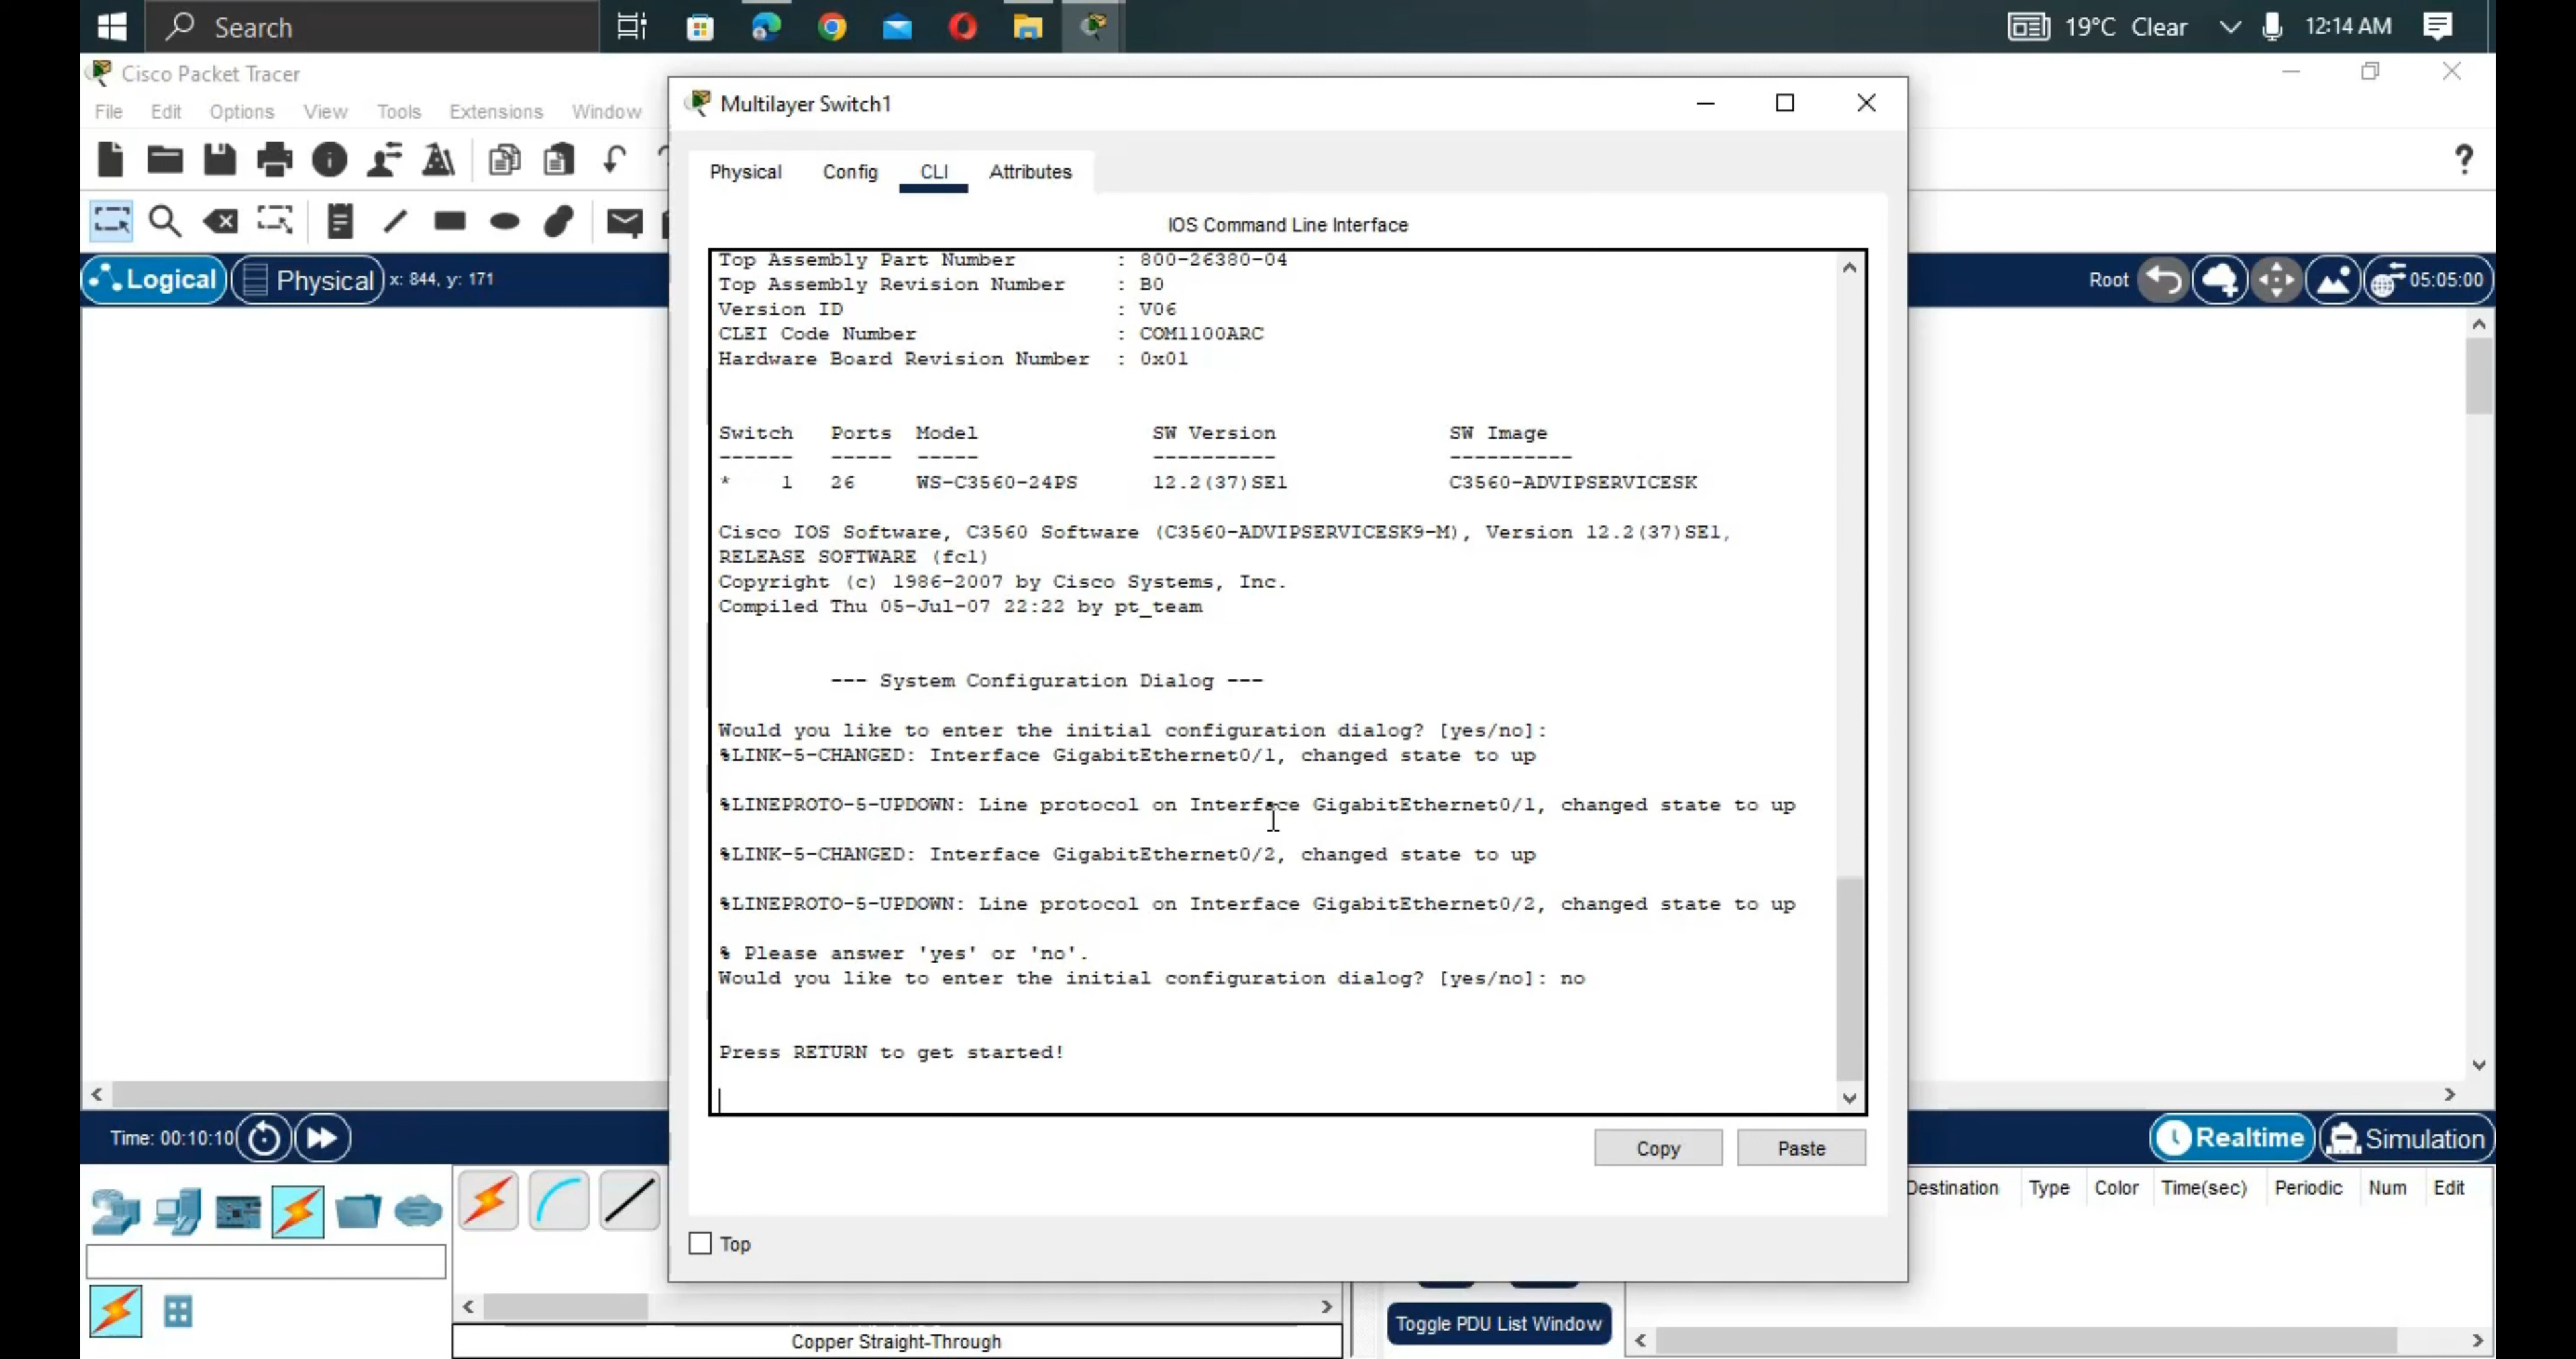 Search
19°C Clear
12:14 AM
Cisco Packet Tracer
File Edit Options View Tools Extensions Window
Logical
Physical
x: 844, y: 171
Root
05:05:00
Multilayer Switch1
Physical Config CLI Attributes
IOS Command Line Interface
Top Assembly Part Number : 800-26380-04
Top Assembly Revision Number : B0
Version ID : V06
CLEI Code Number : COM1100ARC
Hardware Board Revision Number : 0x01
Switch Ports Model SW Version SW Image
------ ----- ----- ---------- ----------
* 1 26 WS-C3560-24PS 12.2(37)SE1 C3560-ADVIPSERVICESK
Cisco IOS Software, C3560 Software (C3560-ADVIPSERVICESK9-M), Version 12.2(37)SE1,
RELEASE SOFTWARE (fc1)
Copyright (c) 1986-2007 by Cisco Systems, Inc.
Compiled Thu 05-Jul-07 22:22 by pt_team
--- System Configuration Dialog ---
Would you like to enter the initial configuration dialog? [yes/no]:
%LINK-5-CHANGED: Interface GigabitEthernet0/1, changed state to up
%LINEPROTO-5-UPDOWN: Line protocol on Interface GigabitEthernet0/1, changed state to up
%LINK-5-CHANGED: Interface GigabitEthernet0/2, changed state to up
%LINEPROTO-5-UPDOWN: Line protocol on Interface GigabitEthernet0/2, changed state to up
% Please answer 'yes' or 'no'.
Would you like to enter the initial configuration dialog? [yes/no]: no
Press RETURN to get started!
Copy
Paste
Top
Time: 00:10:10
Realtime
Simulation
Destination Type Color Time(sec) Periodic Num Edit
Toggle PDU List Window
Copper Straight-Through